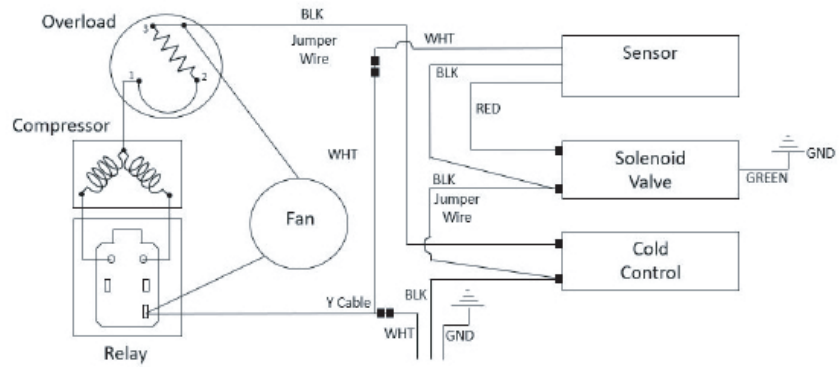 Overload
BLK
3
1
2
Jumper
Wire
WHT
BLK
Sensor
RED
Compressor
WHT
Solenoid
Valve
GND
GREEN
BLK
Jumper
Wire
Fan
Cold
Control
BLK
Y Cable
WHT
GND
Relay